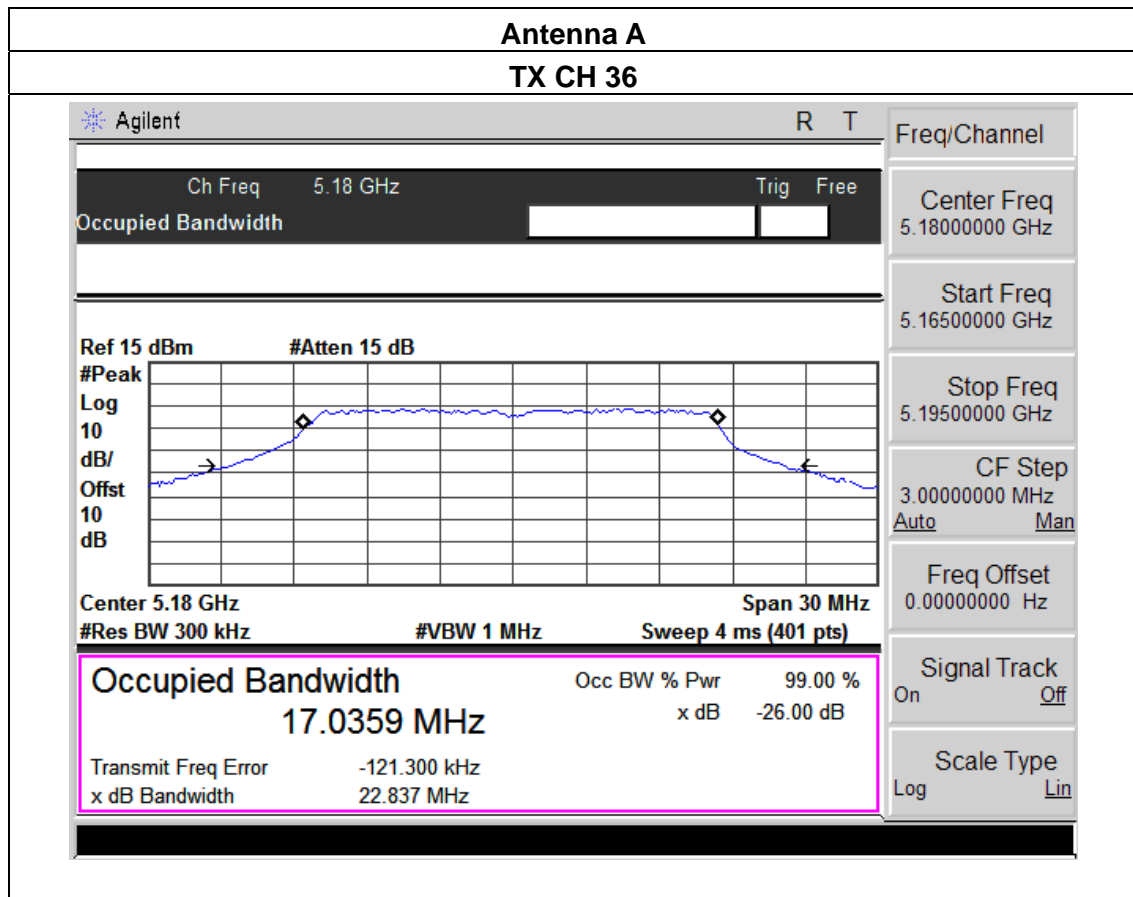 Antenna A
TX CH 36
Agilent R T
Ch Freq 5.18 GHz Trig Free
Occupied Bandwidth
Ref 15 dBm #Atten 15 dB
#Peak
Log
10
dB/
Offst
10
dB
Center 5.18 GHz Span 30 MHz
#Res BW 300 kHz #VBW 1 MHz Sweep 4 ms (401 pts)
Occupied Bandwidth Occ BW % Pwr 99.00 %
17.0359 MHz x dB -26.00 dB
Transmit Freq Error -121.300 kHz
x dB Bandwidth 22.837 MHz
Freq/Channel
Center Freq
5.18000000 GHz
Start Freq
5.16500000 GHz
Stop Freq
5.19500000 GHz
CF Step
3.00000000 MHz
Auto Man
Freq Offset
0.00000000 Hz
Signal Track
On Off
Scale Type
Log Lin